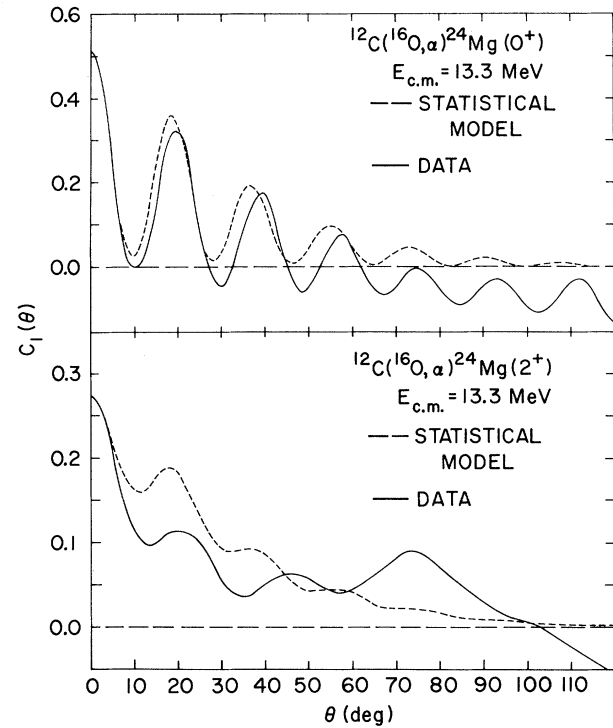 ¹²C(¹⁶O,α)²⁴Mg(0⁺)
E_c.m. = 13.3 MeV
STATISTICAL
MODEL
DATA
0.6
0.4
0.2
0.0
C_I(θ)
¹²C(¹⁶O,α)²⁴Mg(2⁺)
E_c.m. = 13.3 MeV
STATISTICAL
MODEL
DATA
0.3
0.2
0.1
0.0
0 10 20 30 40 50 60 70 80 90 100 110
θ (deg)